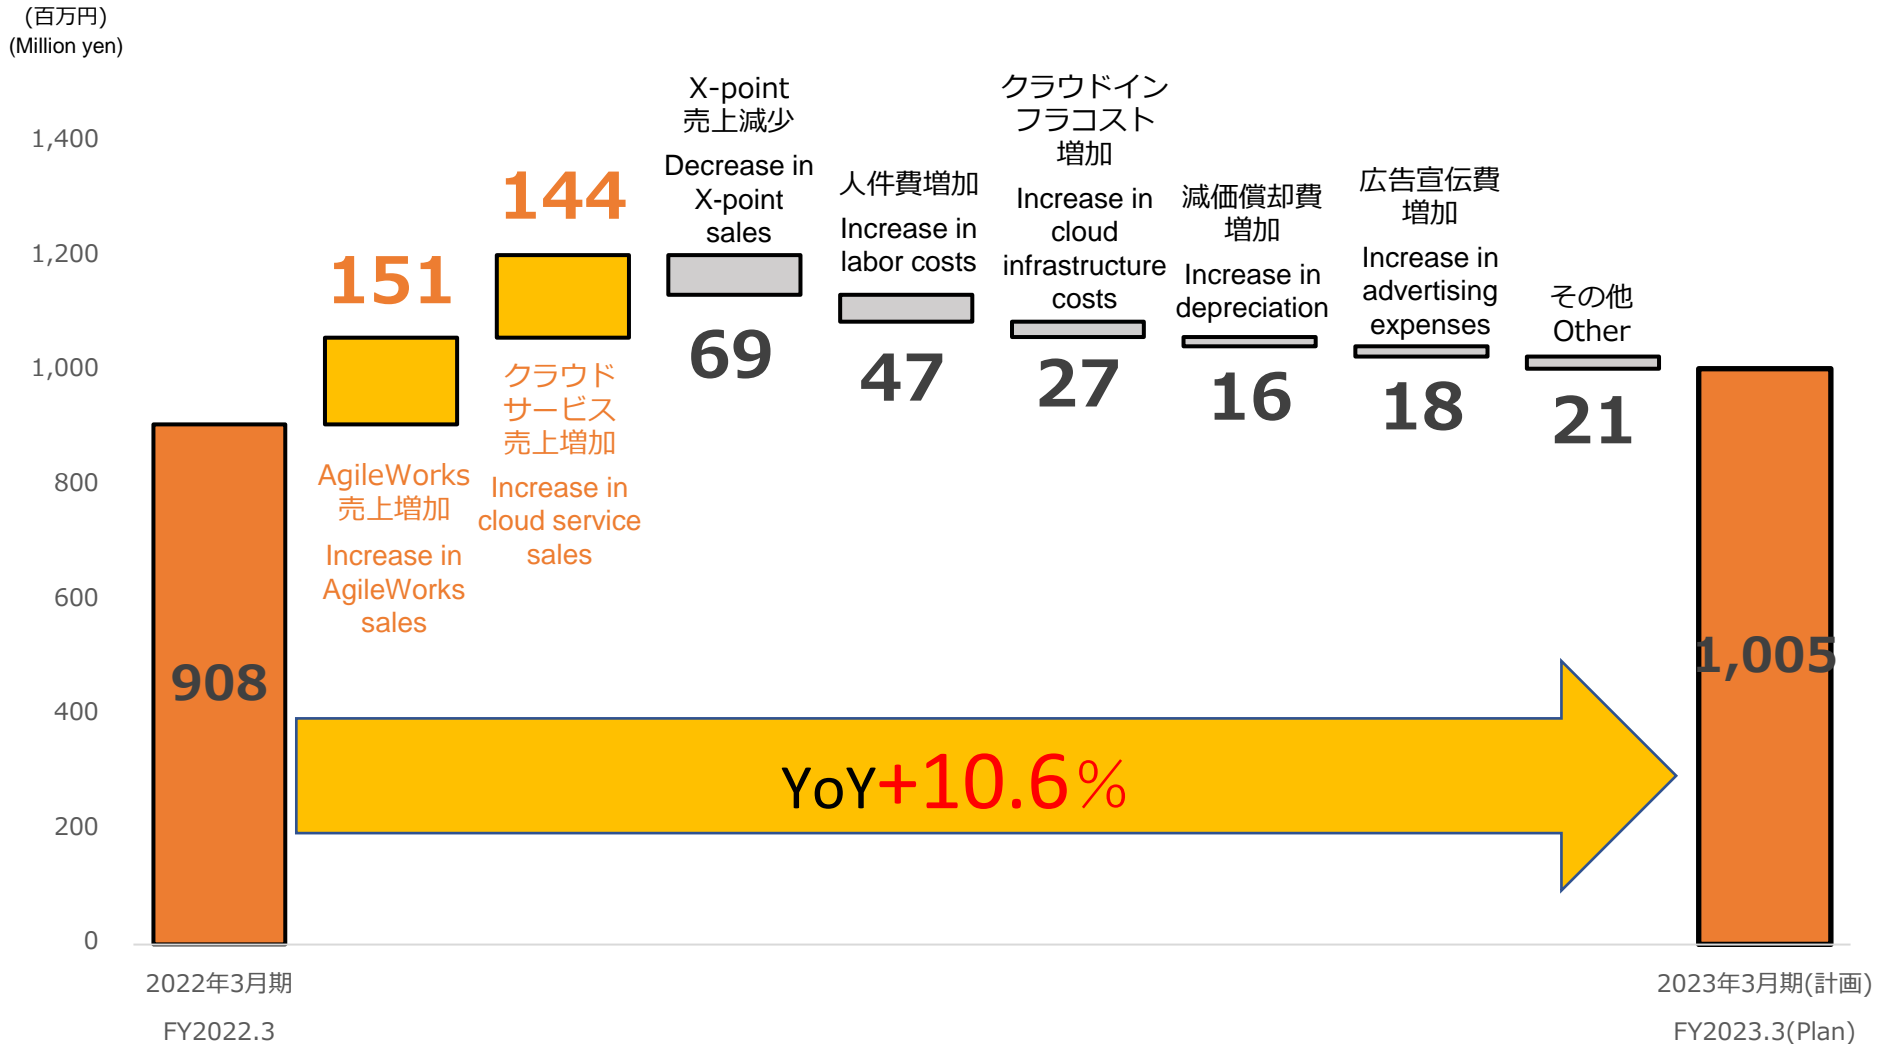 (百万円)
(Million yen)
1,400
1,200
1,000
800
600
400
200
0
908
2022年3月期
FY2022.3
151
AgileWorks
売上増加
Increase in
AgileWorks
sales
144
クラウド
サービス
売上増加
Increase in
cloud service
sales
X-point
売上減少
Decrease in
X-point
sales
69
人件費増加
Increase in
labor costs
47
クラウドイン
フラコスト
増加
Increase in
cloud
infrastructure
costs
27
減価償却費
増加
Increase in
depreciation
16
広告宣伝費
増加
Increase in
advertising
expenses
18
その他
Other
21
1,005
2023年3月期(計画)
FY2023.3(Plan)
YoY+10.6％